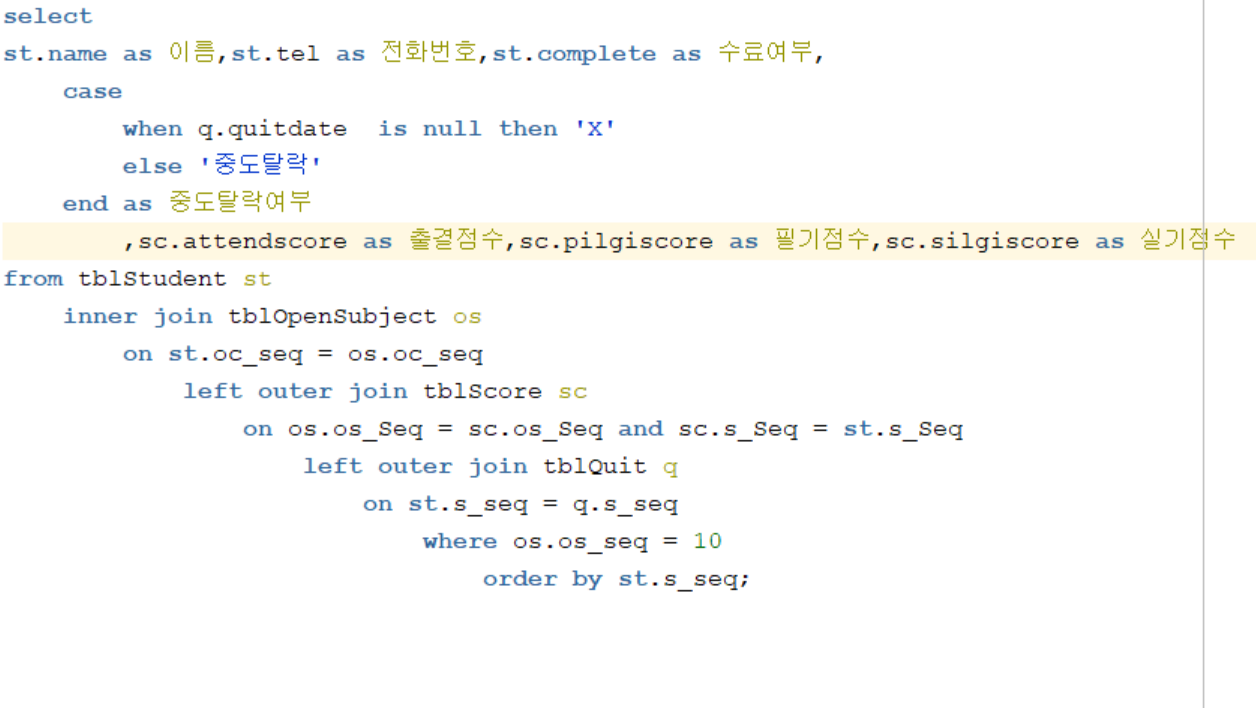 select
st.name as 이름,st.tel as 전화번호,st.complete as 수료여부,
case
when q.quitdate  is null then 'X'
else '중도탈락'
end as 중도탈락여부
,sc.attendscore as 출결점수,sc.pilgiscore as 필기점수,sc.silgiscore as 실기점수
from tblStudent st
inner join tblOpenSubject os
on st.oc_seq = os.oc_seq
left outer join tblScore sc
on os.os_Seq = sc.os_Seq and sc.s_Seq = st.s_Seq
left outer join tblQuit q
on st.s_seq = q.s_seq
where os.os_seq = 10
order by st.s_seq;